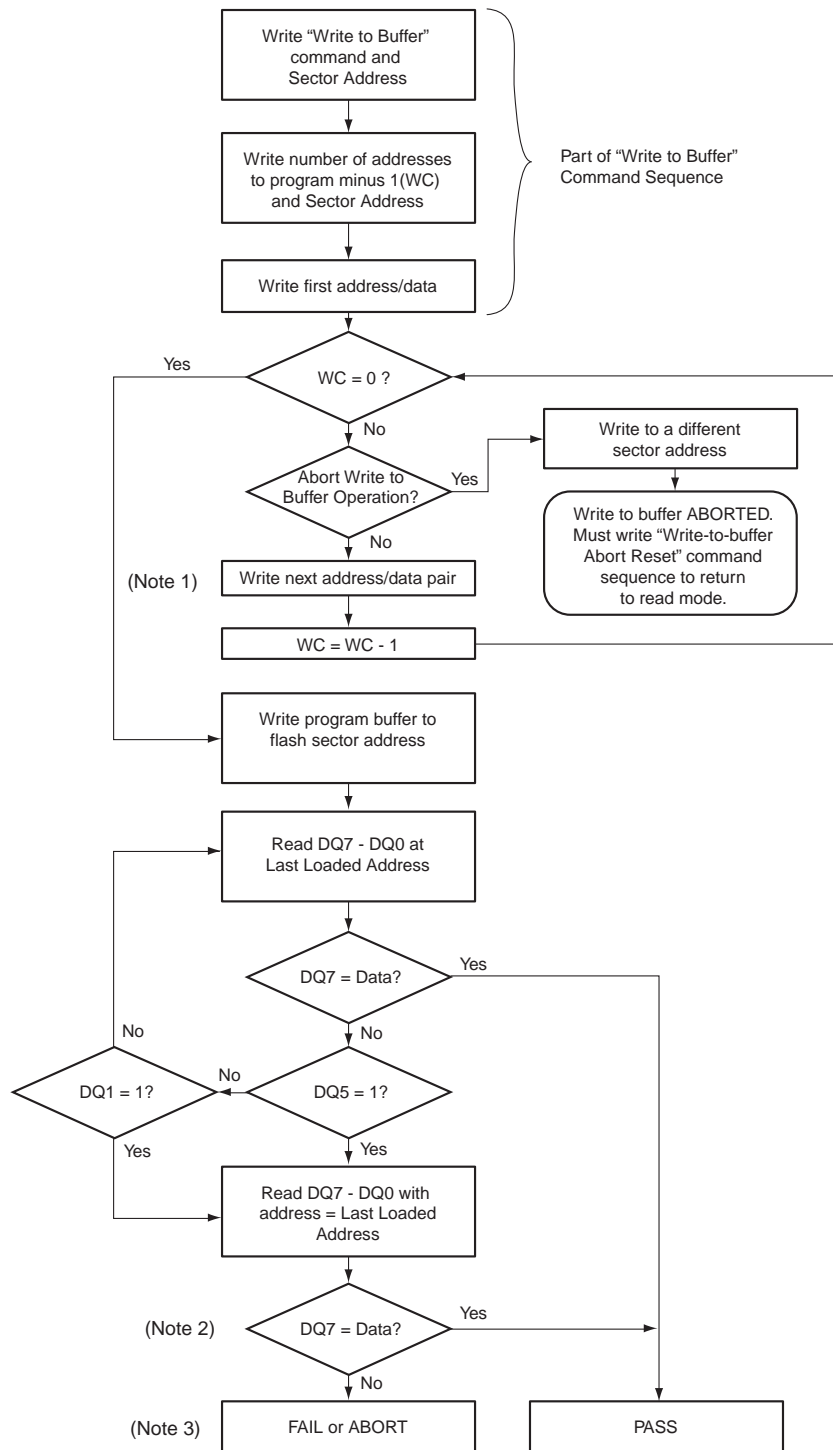 Write “Write to Buffer”
command and
Sector Address
Write number of addresses
to program minus 1(WC)
and Sector Address
Part of “Write to Buffer”
Command Sequence
Write first address/data
Yes
WC = 0 ?
No
Write to a different
sector address
Abort Write to
Buffer Operation?
Yes
No
Write to buffer ABORTED.
Must write “Write-to-buffer
Abort Reset” command
sequence to return
to read mode.
(Note 1)
Write next address/data pair
WC = WC - 1
Write program buffer to
flash sector address
Read DQ7 - DQ0 at
Last Loaded Address
DQ7 = Data?
Yes
No
No
DQ1 = 1?
No
DQ5 = 1?
Yes
Yes
Read DQ7 - DQ0 with
address = Last Loaded
Address
(Note 2)
DQ7 = Data?
Yes
No
(Note 3)
FAIL or ABORT
PASS